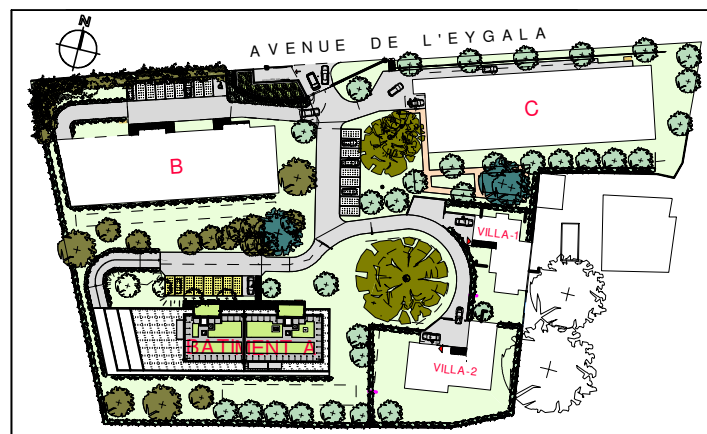 N
AVENUE DE L'EYGALA
C
B
VILLA-1
BATIMENT A
VILLA-2